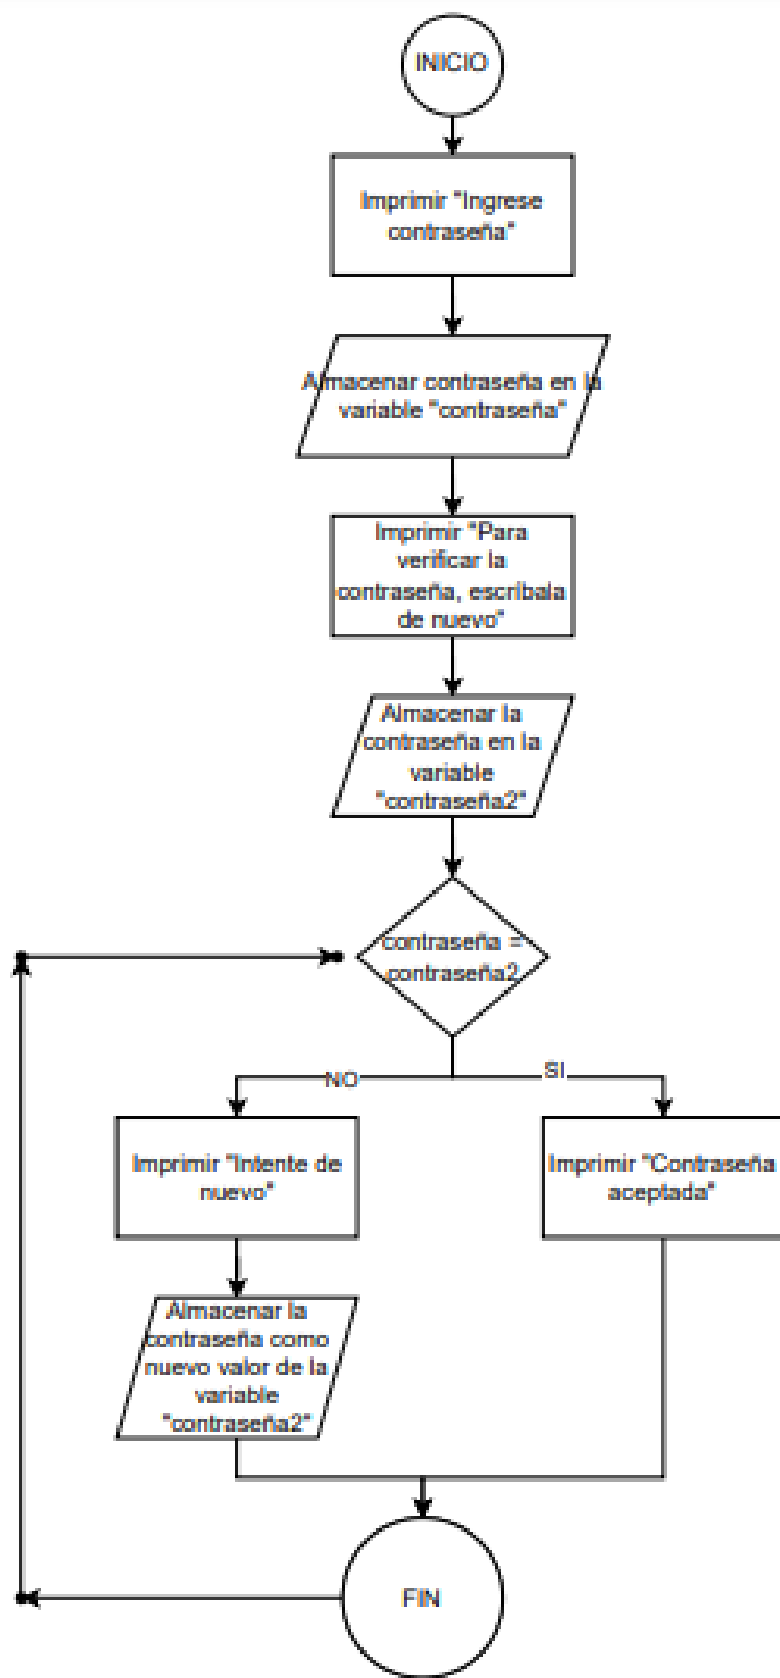 INICIO
Imprimir "Ingrese
contraseña"
Almacenar contraseña en la
variable "contraseña"
Imprimir "Para
verificar la
contraseña, escríbala
de nuevo"
Almacenar la
contraseña en la
variable
"contraseña2"
contraseña =
contraseña2
NO
SI
Imprimir "Intente de
nuevo"
Imprimir "Contraseña
aceptada"
Almacenar la
contraseña como
nuevo valor de la
variable
"contraseña2"
FIN